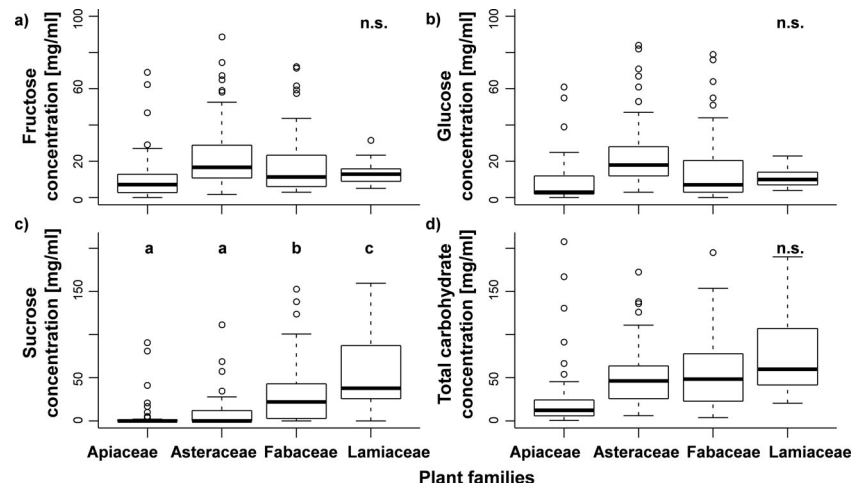 a)
n.s.
Fructose
concentration [mg/ml]
100
60
20
0
b)
n.s.
Glucose
concentration [mg/ml]
100
60
20
0
c)
a
a
b
c
Sucrose
concentration [mg/ml]
150
50
0
Apiaceae
Asteraceae
Fabaceae
Lamiaceae
d)
n.s.
Total carbohydrate
concentration [mg/ml]
150
50
0
Apiaceae
Asteraceae
Fabaceae
Lamiaceae
Plant families